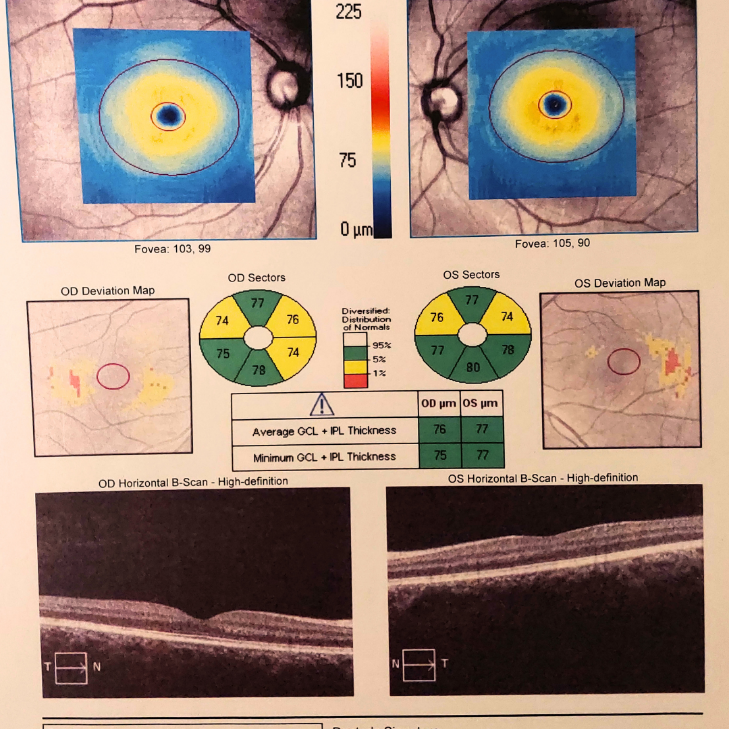 225
150
75
0 µm
Fovea: 103, 99
Fovea: 105, 90
OD Deviation Map
OD Sectors
77
74 76
75 74
78
Diversified:
Distribution
of Normals
95%
5%
1%
OS Sectors
77
76 74
77 78
80
OS Deviation Map
OD µm OS µm
Average GCL + IPL Thickness 76 77
Minimum GCL + IPL Thickness 75 77
OD Horizontal B-Scan - High-definition
OS Horizontal B-Scan - High-definition
T N
N T